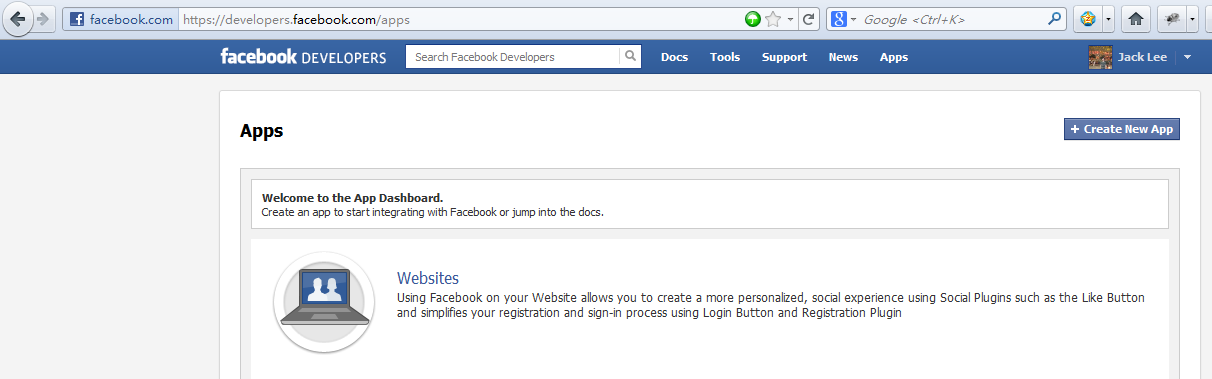 facebook.com https://developers.facebook.com/apps Google <Ctrl+K>
facebook DEVELOPERS Search Facebook Developers Docs Tools Support News Apps Jack Lee
Apps
+ Create New App
Welcome to the App Dashboard.
Create an app to start integrating with Facebook or jump into the docs.
Websites
Using Facebook on your Website allows you to create a more personalized, social experience using Social Plugins such as the Like Button
and simplifies your registration and sign-in process using Login Button and Registration Plugin